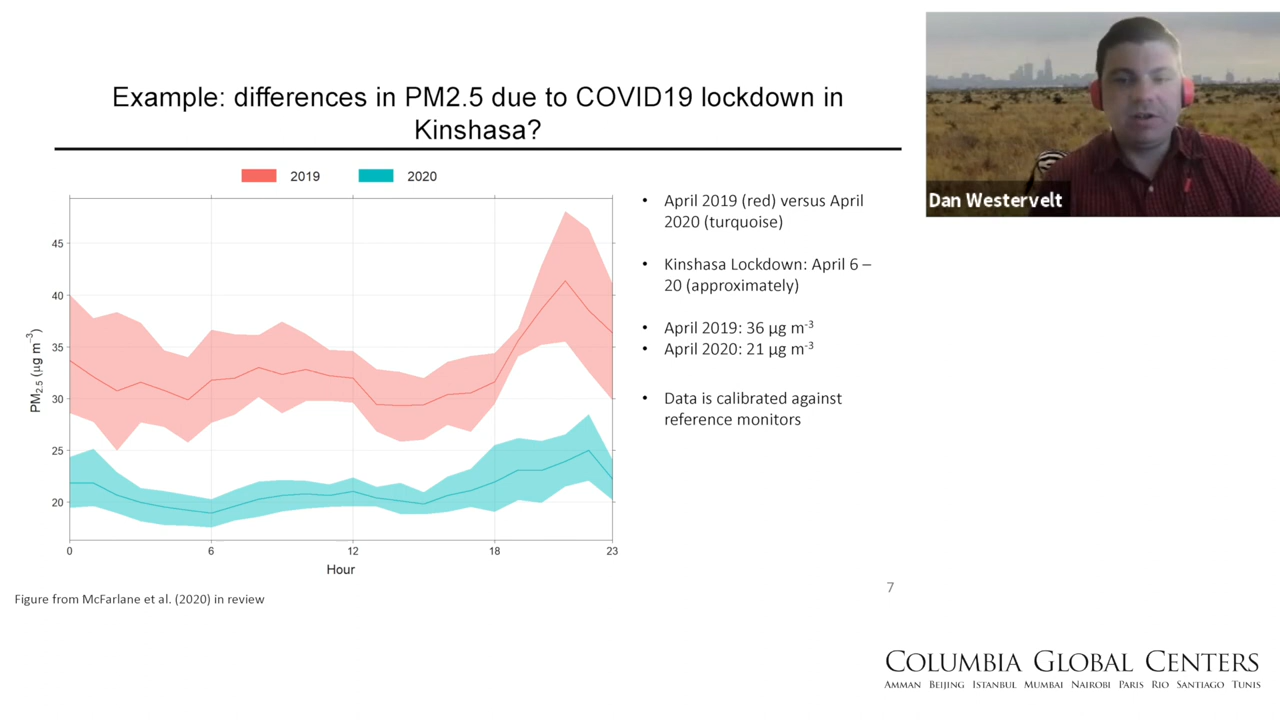 Example: differences in PM2.5 due to COVID19 lockdown in
Kinshasa?
2019 2020
45
40
35
30
25
20
PM2.5 (μg m⁻³)
0 6 12 18 23
Hour
• April 2019 (red) versus April
2020 (turquoise)
• Kinshasa Lockdown: April 6 –
20 (approximately)
• April 2019: 36 μg m⁻³
• April 2020: 21 μg m⁻³
• Data is calibrated against
reference monitors
Dan Westervelt
Figure from McFarlane et al. (2020) in review
7
COLUMBIA GLOBAL CENTERS
AMMAN BEIJING ISTANBUL MUMBAI NAIROBI PARIS RIO SANTIAGO TUNIS